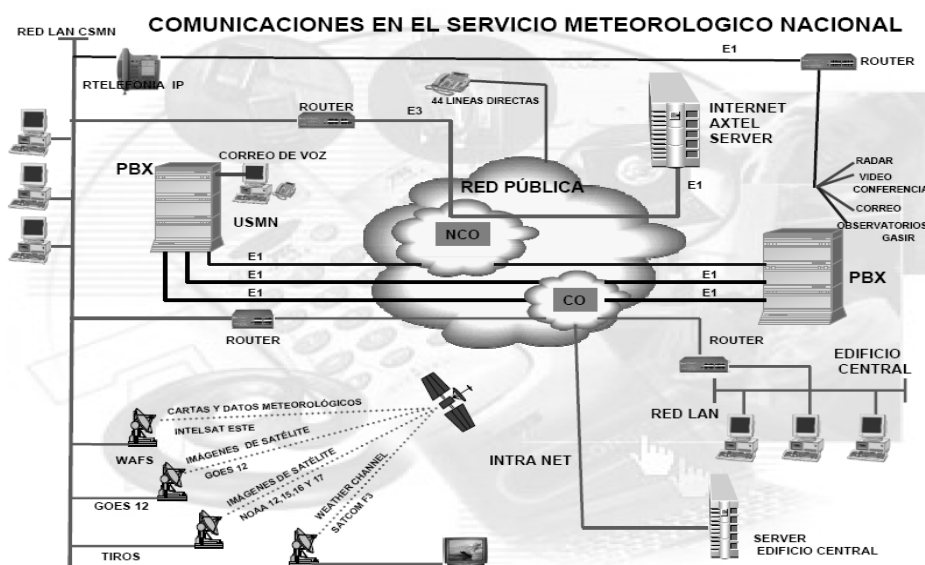 COMUNICACIONES EN EL SERVICIO METEOROLOGICO NACIONAL
RED LAN CSMN
E1
ROUTER
RTELEFONIA IP
44 LINEAS DIRECTAS
ROUTER
E3
INTERNET
AXTEL
SERVER
RADAR
VIDEO
CONFERENCIA
CORREO
OBSERVATORIOS
GASIR
PBX
CORREO DE VOZ
USMN
RED PÚBLICA
E1
NCO
E1
E1
E1
E1
E1
CO
PBX
ROUTER
ROUTER
EDIFICIO
CENTRAL
RED LAN
CARTAS Y DATOS METEOROLÓGICOS
INTELSAT ESTE
WAFS
IMÁGENES DE SATÉLITE
GOES 12
GOES 12
IMÁGENES DE SATÉLITE
NOAA 12,15,16 Y 17
TIROS
WEATHER CHANNEL
SATCOM F3
INTRA NET
SERVER
EDIFICIO CENTRAL